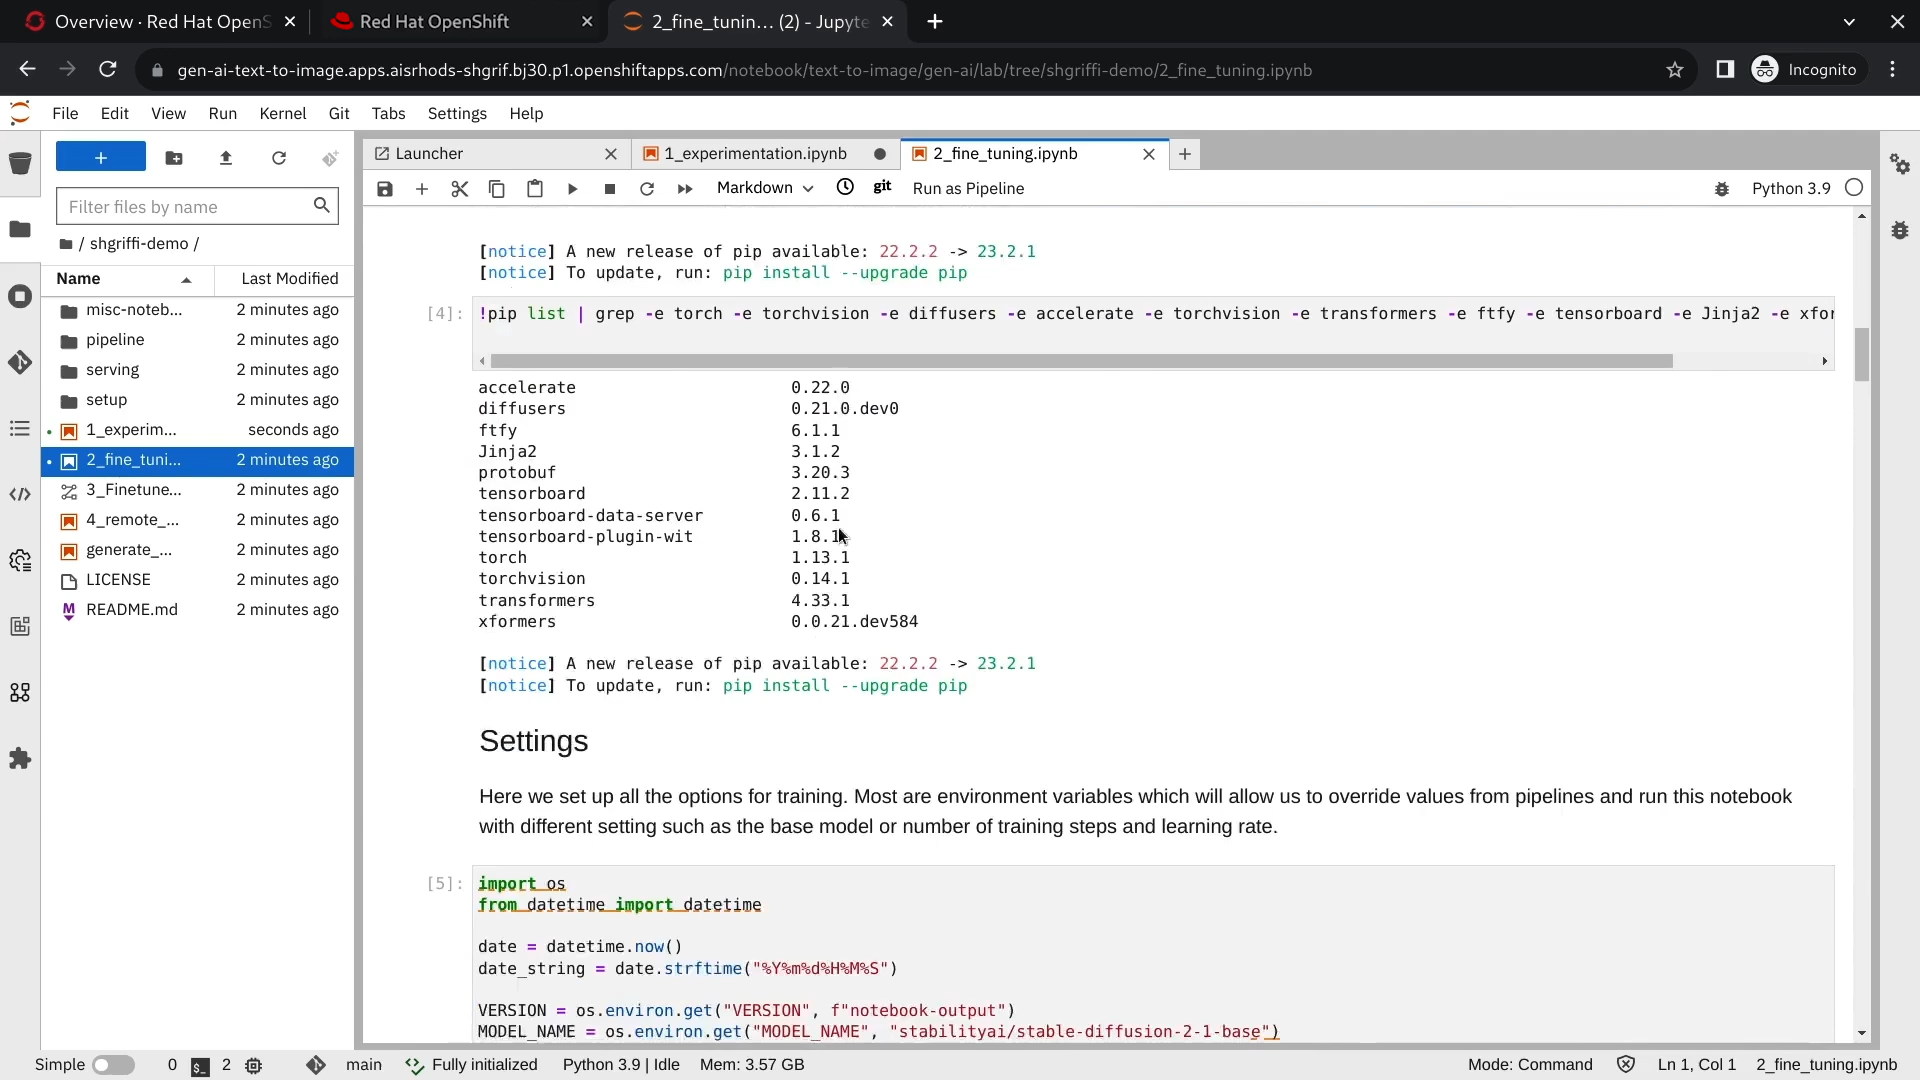 Overview · Red Hat OpenS
Red Hat OpenShift
2_fine_tunin… (2) - Jupyte
gen-ai-text-to-image.apps.aisrhods-shgrif.bj30.p1.openshiftapps.com/notebook/text-to-image/gen-ai/lab/tree/shgriffi-demo/2_fine_tuning.ipynb
Incognito
File Edit View Run Kernel Git Tabs Settings Help
Launcher
1_experimentation.ipynb
2_fine_tuning.ipynb
Markdown
git
Run as Pipeline
Python 3.9
Filter files by name
/ shgriffi-demo /
Name Last Modified
misc-noteb... 2 minutes ago
pipeline 2 minutes ago
serving 2 minutes ago
setup 2 minutes ago
1_experim... seconds ago
2_fine_tuni... 2 minutes ago
3_Finetune... 2 minutes ago
4_remote_... 2 minutes ago
generate_... 2 minutes ago
LICENSE 2 minutes ago
README.md 2 minutes ago
[notice] A new release of pip available: 22.2.2 -> 23.2.1
[notice] To update, run: pip install --upgrade pip
[4]: !pip list | grep -e torch -e torchvision -e diffusers -e accelerate -e torchvision -e transformers -e ftfy -e tensorboard -e Jinja2 -e xfor
accelerate 0.22.0
diffusers 0.21.0.dev0
ftfy 6.1.1
Jinja2 3.1.2
protobuf 3.20.3
tensorboard 2.11.2
tensorboard-data-server 0.6.1
tensorboard-plugin-wit 1.8.1
torch 1.13.1
torchvision 0.14.1
transformers 4.33.1
xformers 0.0.21.dev584
[notice] A new release of pip available: 22.2.2 -> 23.2.1
[notice] To update, run: pip install --upgrade pip
Settings
Here we set up all the options for training. Most are environment variables which will allow us to override values from pipelines and run this notebook
with different setting such as the base model or number of training steps and learning rate.
[5]: import os
from datetime import datetime
date = datetime.now()
date_string = date.strftime("%Y%m%d%H%M%S")
VERSION = os.environ.get("VERSION", f"notebook-output")
MODEL_NAME = os.environ.get("MODEL_NAME", "stabilityai/stable-diffusion-2-1-base")
Simple 0 2 main Fully initialized Python 3.9 | Idle Mem: 3.57 GB Mode: Command Ln 1, Col 1 2_fine_tuning.ipynb